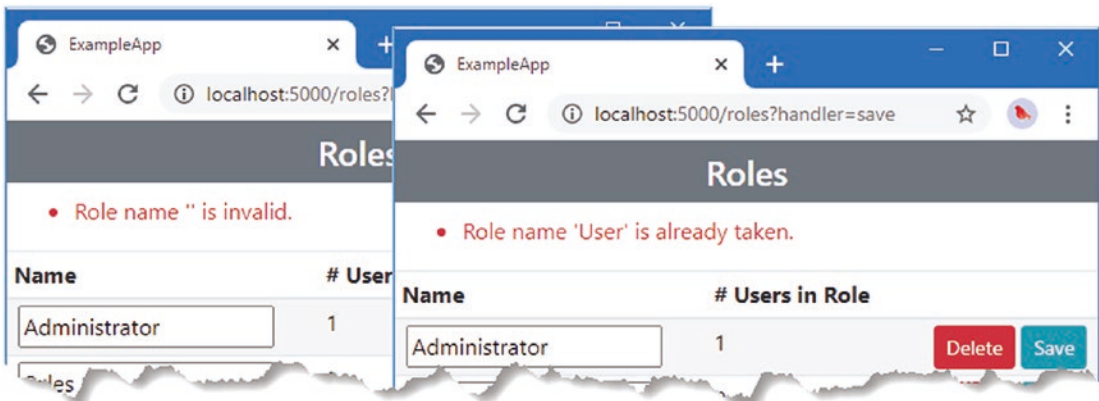 ExampleApp
localhost:5000/roles?
Roles
Role name '' is invalid.
Name # User
Administrator 1
ExampleApp
localhost:5000/roles?handler=save
Roles
Role name 'User' is already taken.
Name # Users in Role
Administrator 1 Delete Save